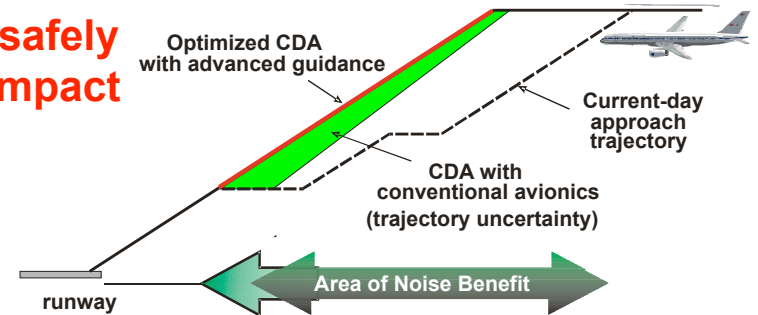 safely
mpact
Optimized CDA
with advanced guidance
Current-day
approach
trajectory
CDA with
conventional avionics
(trajectory uncertainty)
Area of Noise Benefit
runway